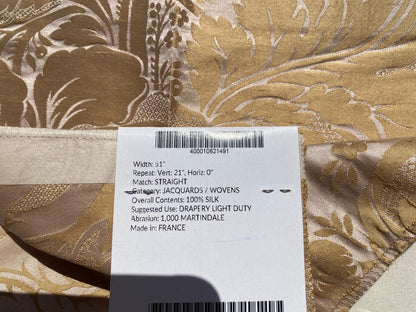 400010621491
Width: 51"
Repeat: Vert: 21", Horiz: 0"
Match: STRAIGHT
Category: JACQUARDS / WOVENS
Overall Contents: 100% SILK
Suggested Use: DRAPERY LIGHT DUTY
Abrasion: 1,000 MARTINDALE
Made in: FRANCE